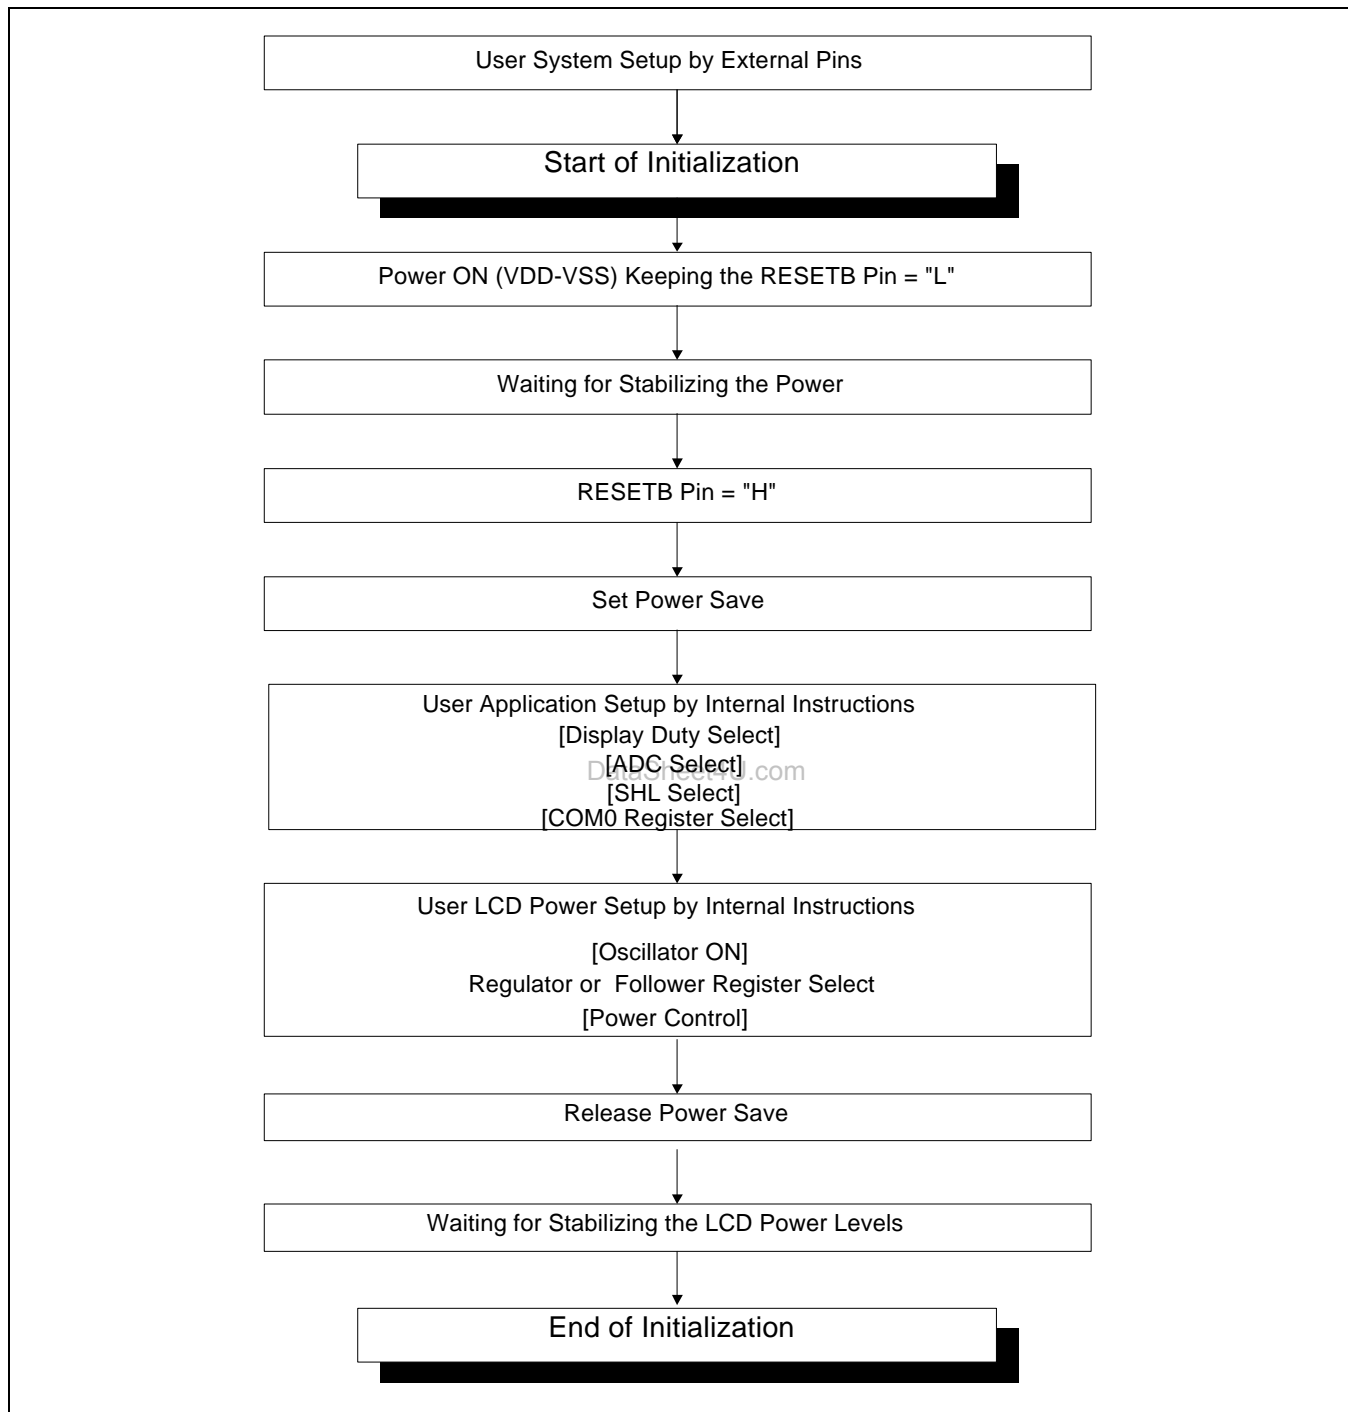 User System Setup by External Pins
Start of Initialization
Power ON (VDD-VSS) Keeping the RESETB Pin = "L"
Waiting for Stabilizing the Power
RESETB Pin = "H"
Set Power Save
User Application Setup by Internal Instructions
[Display Duty Select]
[ADC Select]
DataSheet4U.com
[SHL Select]
[COM0 Register Select]
User LCD Power Setup by Internal Instructions
[Oscillator ON]
Regulator or Follower Register Select
[Power Control]
Release Power Save
Waiting for Stabilizing the LCD Power Levels
End of Initialization